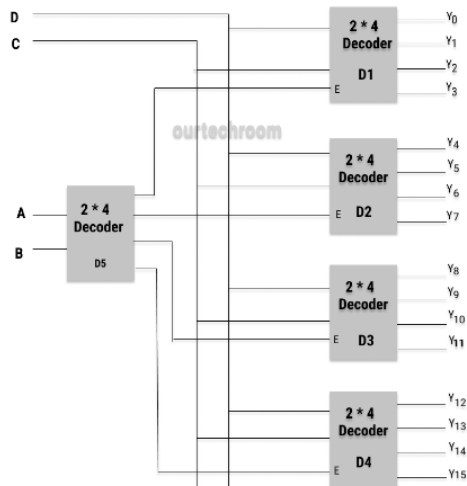 D
C
2 * 4
Decoder
D1
E
Y0
Y1
Y2
Y3
ourtechroom
A
B
2 * 4
Decoder
D5
2 * 4
Decoder
D2
E
Y4
Y5
Y6
Y7
2 * 4
Decoder
D3
E
Y8
Y9
Y10
Y11
2 * 4
Decoder
D4
E
Y12
Y13
Y14
Y15